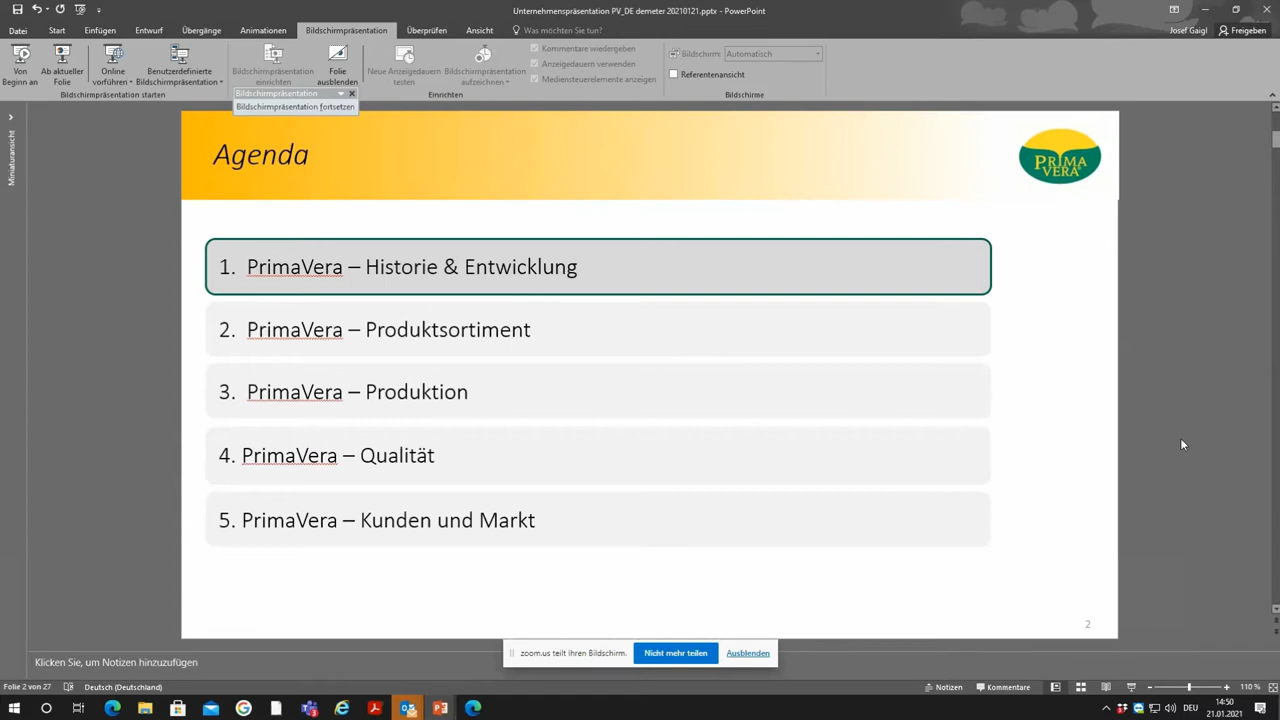 Unternehmenspräsentation PV_DE demeter 20210121.pptx - PowerPoint
Datei Start Einfügen Entwurf Übergänge Animationen Bildschirmpräsentation Überprüfen Ansicht Was möchten Sie tun? Josef Gaigl Freigeben
Von Beginn an
Ab aktueller Folie
Online vorführen
Benutzerdefinierte Bildschirmpräsentation
Bildschirmpräsentation einrichten
Folie ausblenden
Neue Anzeigedauern testen
Bildschirmpräsentation aufzeichnen
Kommentare wiedergeben
Anzeigedauern verwenden
Mediensteuerelemente anzeigen
Bildschirm: Automatisch
Referentenansicht
Bildschirmpräsentation starten
Einrichten
Bildschirme
Bildschirmpräsentation
Bildschirmpräsentation fortsetzen
Miniaturansicht
Agenda
PRIMA
VERA
1. PrimaVera – Historie & Entwicklung
2. PrimaVera – Produktsortiment
3. PrimaVera – Produktion
4. PrimaVera – Qualität
5. PrimaVera – Kunden und Markt
2
zoom.us teilt ihren Bildschirm. Nicht mehr teilen Ausblenden
Klicken Sie, um Notizen hinzuzufügen
Folie 2 von 27 Deutsch (Deutschland) Notizen Kommentare 110 %
14:50
DEU
21.01.2021